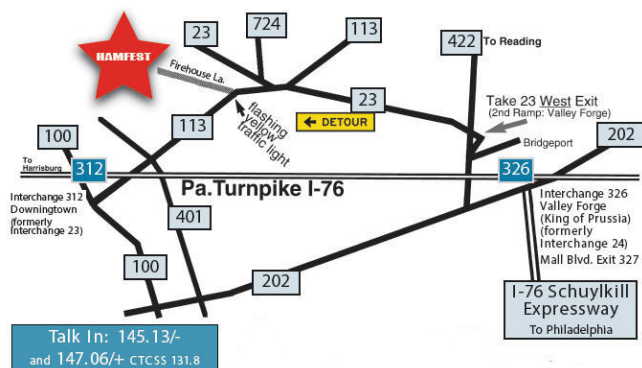 HAMFEST
23
724
113
422
To Reading
Firehouse La.
flashing
yellow
traffic light
DETOUR
23
Take 23 West Exit
(2nd Ramp: Valley Forge)
Bridgeport
202
100
113
To
Harrisburg
312
326
Pa.Turnpike I-76
Interchange 312
Downingtown
(formerly
Interchange 23)
401
Interchange 326
Valley Forge
(King of Prussia)
(formerly
Interchange 24)
Mall Blvd. Exit 327
100
202
I-76 Schuylkill
Expressway
To Philadelphia
Talk In: 145.13/-
and 147.06/+ CTCSS 131.8